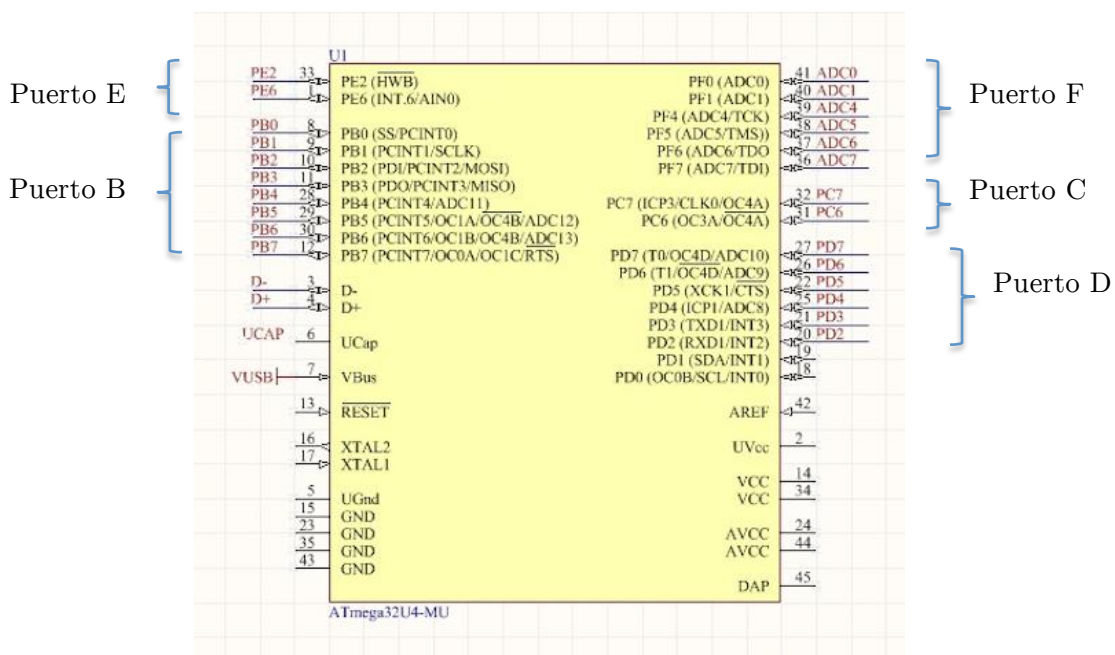 U1
Puerto E
PE2 33 PE2 (HWB)
PE6 1 PE6 (INT.6/AIN0)
Puerto B
PB0 8 PB0 (SS/PCINT0)
PB1 9 PB1 (PCINT1/SCLK)
PB2 10 PB2 (PDI/PCINT2/MOSI)
PB3 11 PB3 (PDO/PCINT3/MISO)
PB4 28 PB4 (PCINT4/ADC11)
PB5 29 PB5 (PCINT5/OC1A/OC4B/ADC12)
PB6 30 PB6 (PCINT6/OC1B/OC4B/ADC13)
PB7 12 PB7 (PCINT7/OC0A/OC1C/RTS)
D- 3 D-
D+ 4 D+
UCAP 6 UCap
VUSB 7 VBus
13 RESET
16 XTAL2
17 XTAL1
5 UGnd
15 GND
23 GND
35 GND
43 GND
PF0 (ADC0) 41 ADC0
PF1 (ADC1) 40 ADC1
PF4 (ADC4/TCK) 39 ADC4
PF5 (ADC5/TMS)) 38 ADC5
PF6 (ADC6/TDO 37 ADC6
PF7 (ADC7/TDI) 36 ADC7
Puerto F
PC7 (ICP3/CLK0/OC4A) 32 PC7
PC6 (OC3A/OC4A) 31 PC6
Puerto C
PD7 (T0/OC4D/ADC10) 27 PD7
PD6 (T1/OC4D/ADC9) 26 PD6
PD5 (XCK1/CTS) 22 PD5
PD4 (ICP1/ADC8) 25 PD4
PD3 (TXD1/INT3) 21 PD3
PD2 (RXD1/INT2) 20 PD2
Puerto D
PD1 (SDA/INT1) 19
PD0 (OC0B/SCL/INT0) 18
AREF 42
UVcc 2
VCC 14
VCC 34
AVCC 24
AVCC 44
DAP 45
ATmega32U4-MU